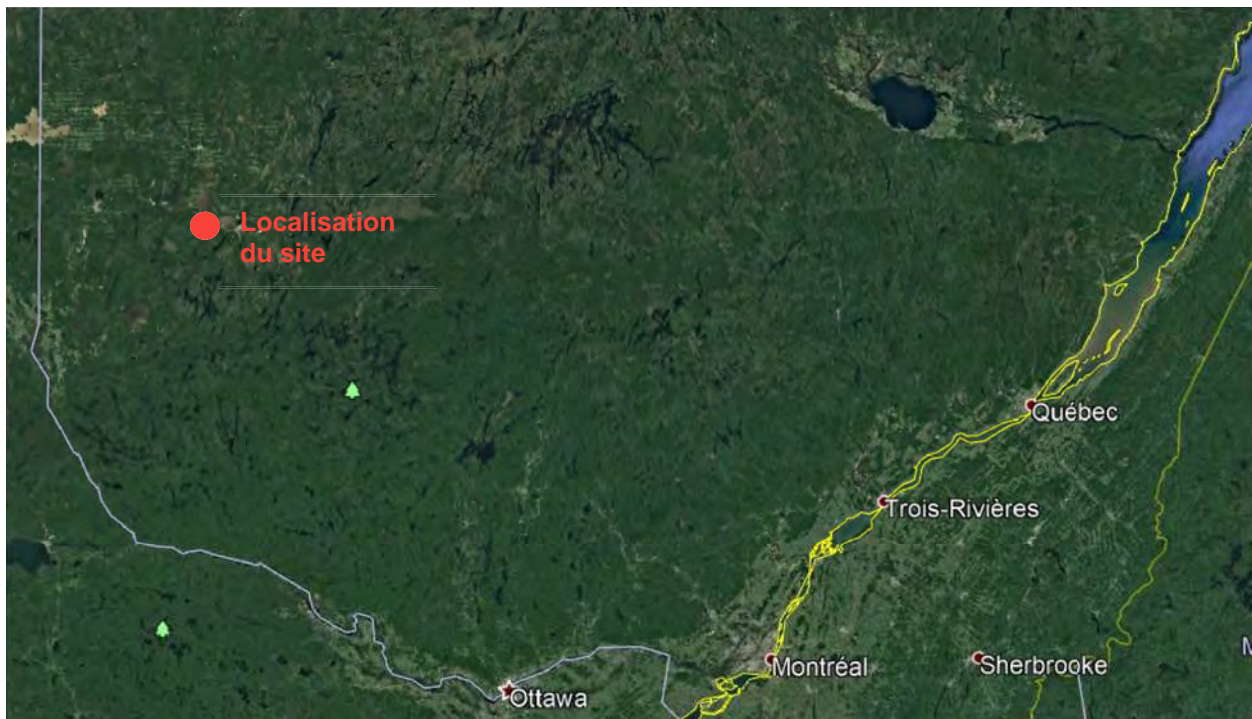 Localisation
du site
Québec
Trois-Rivières
Montréal
Sherbrooke
M
Ottawa